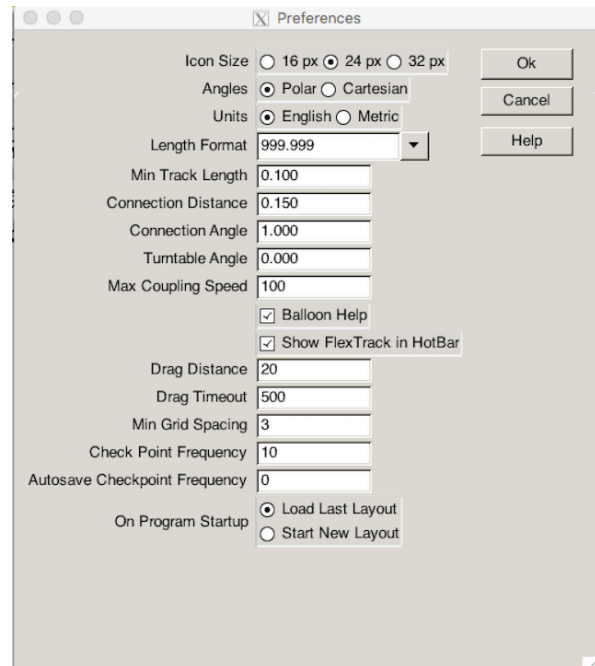 Preferences
Icon Size 16 px 24 px 32 px Ok
Angles Polar Cartesian Cancel
Units English Metric
Length Format 999.999 Help
Min Track Length 0.100
Connection Distance 0.150
Connection Angle 1.000
Turntable Angle 0.000
Max Coupling Speed 100
Balloon Help
Show FlexTrack in HotBar
Drag Distance 20
Drag Timeout 500
Min Grid Spacing 3
Check Point Frequency 10
Autosave Checkpoint Frequency 0
On Program Startup Load Last Layout
Start New Layout